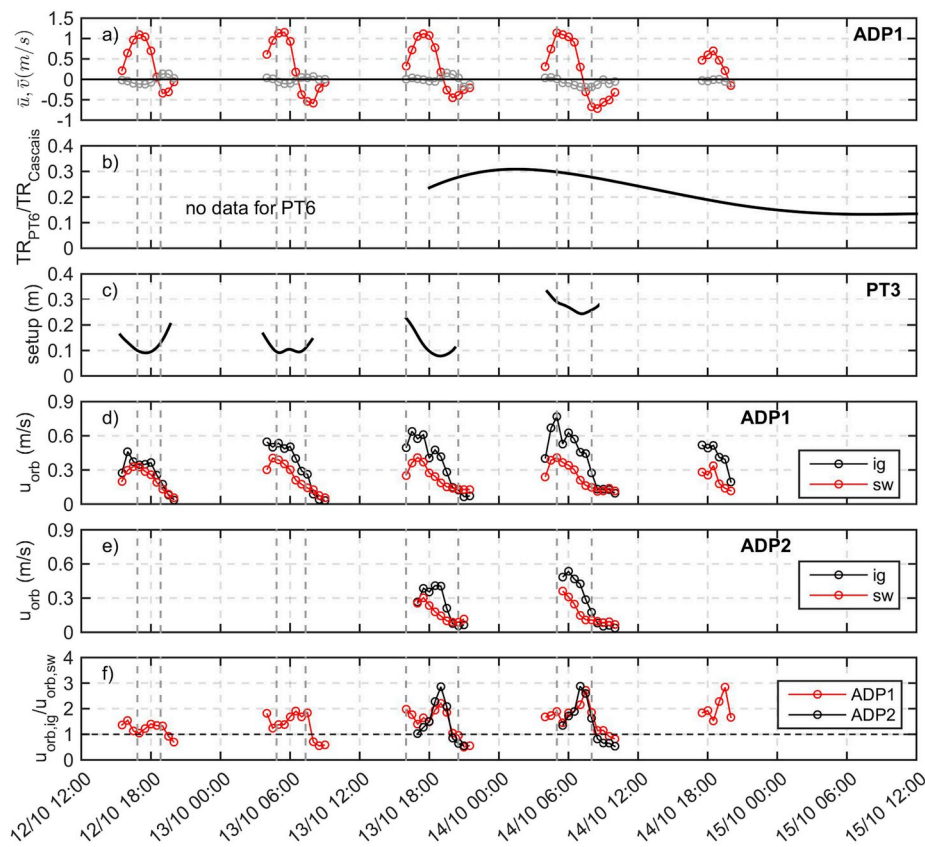 a)
ADP1
ū, v̄(m/s)
1.5
1
0.5
0
-0.5
-1
b)
TR_PT6/TR_Cascais
0.4
0.3
0.2
0.1
0
no data for PT6
c)
PT3
setup (m)
0.4
0.3
0.2
0.1
0
d)
ADP1
u_orb (m/s)
0.9
0.6
0.3
0
ig
sw
e)
ADP2
u_orb (m/s)
0.9
0.6
0.3
0
ig
sw
f)
u_orb,ig/u_orb,sw
4
3
2
1
0
ADP1
ADP2
12/10 12:00
12/10 18:00
13/10 00:00
13/10 06:00
13/10 12:00
13/10 18:00
14/10 00:00
14/10 06:00
14/10 12:00
14/10 18:00
15/10 00:00
15/10 06:00
15/10 12:00